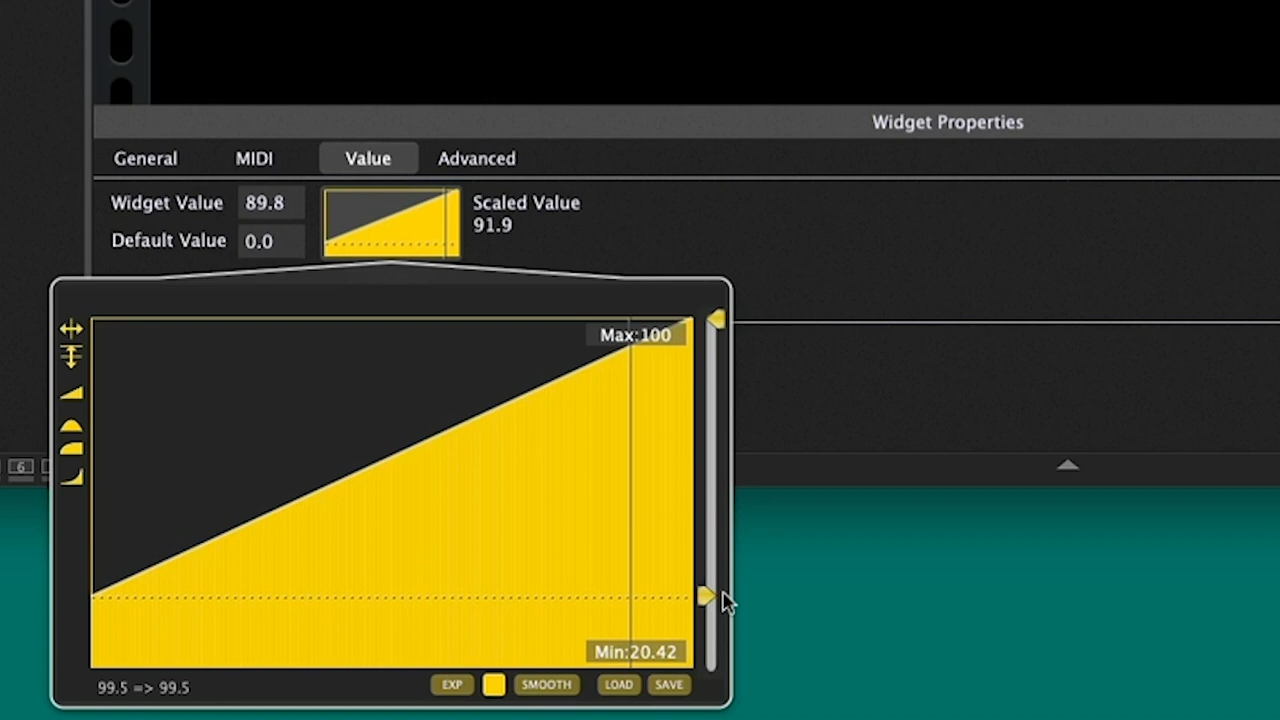 Widget Properties
General MIDI Value Advanced
Widget Value 89.8 Scaled Value
91.9
Default Value 0.0
Max:100
6
Min:20.42
99.5 => 99.5 EXP SMOOTH LOAD SAVE